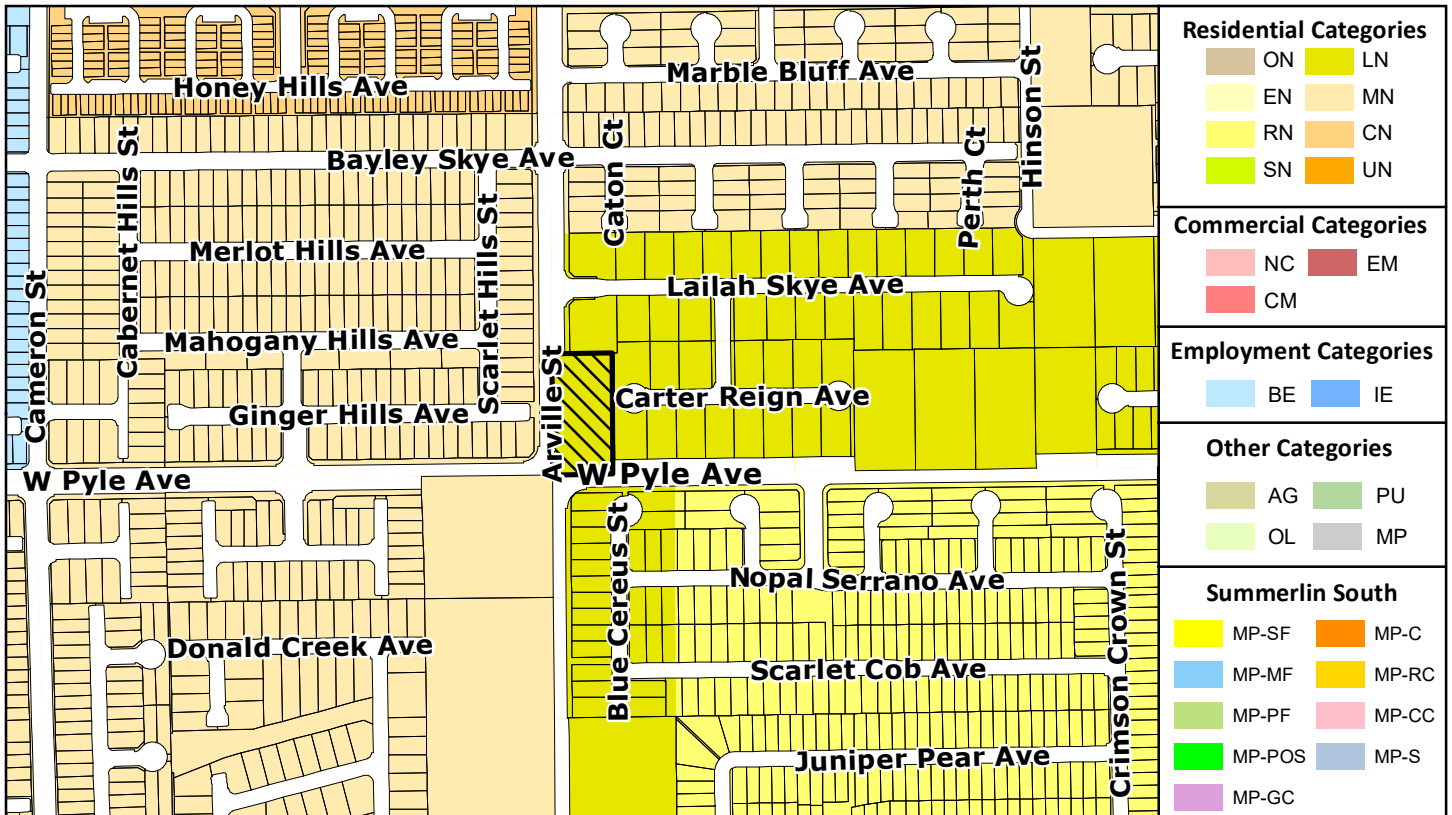 Marble Bluff Ave
Hinson St
Honey Hills Ave
Bayley Skye Ave
Cabernet Hills St
Caton Ct
Perth Ct
Merlot Hills Ave
Scarlet Hills St
Lailah Skye Ave
Cameron St
Mahogany Hills Ave
Arville St
Ginger Hills Ave
Carter Reign Ave
W Pyle Ave
W Pyle Ave
Blue Cereus St
Nopal Serrano Ave
Crimson Crown St
Donald Creek Ave
Scarlet Cob Ave
Juniper Pear Ave
Residential Categories
ON LN
EN MN
RN CN
SN UN
Commercial Categories
NC EM
CM
Employment Categories
BE IE
Other Categories
AG PU
OL MP
Summerlin South
MP-SF MP-C
MP-MF MP-RC
MP-PF MP-CC
MP-POS MP-S
MP-GC